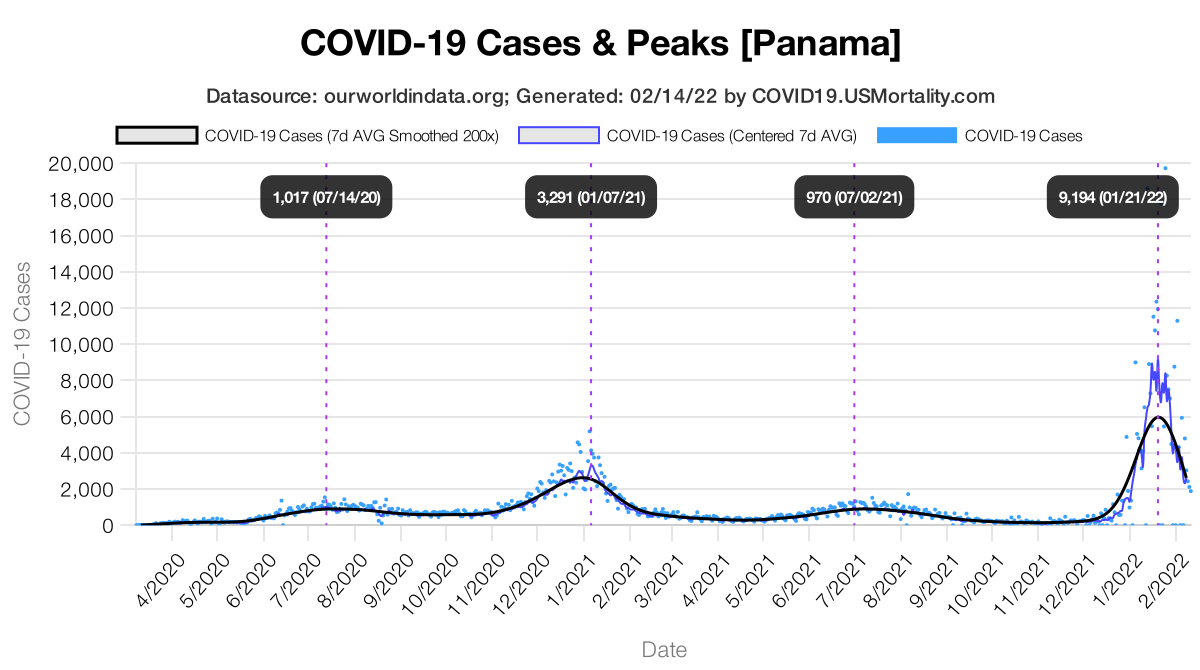 COVID-19 Cases & Peaks [Panama]
Datasource: ourworldindata.org; Generated: 02/14/22 by COVID19.USMortality.com
COVID-19 Cases (7d AVG Smoothed 200x) COVID-19 Cases (Centered 7d AVG) COVID-19 Cases
20,000
1,017 (07/14/20) 3,291 (01/07/21) 970 (07/02/21) 9,194 (01/21/22)
18,000
16,000
14,000
12,000
10,000
8,000
6,000
4,000
2,000
0
COVID-19 Cases
4/2020 5/2020 6/2020 7/2020 8/2020 9/2020 10/2020 11/2020 12/2020 1/2021 2/2021 3/2021 4/2021 5/2021 6/2021 7/2021 8/2021 9/2021 10/2021 11/2021 12/2021 1/2022 2/2022
Date